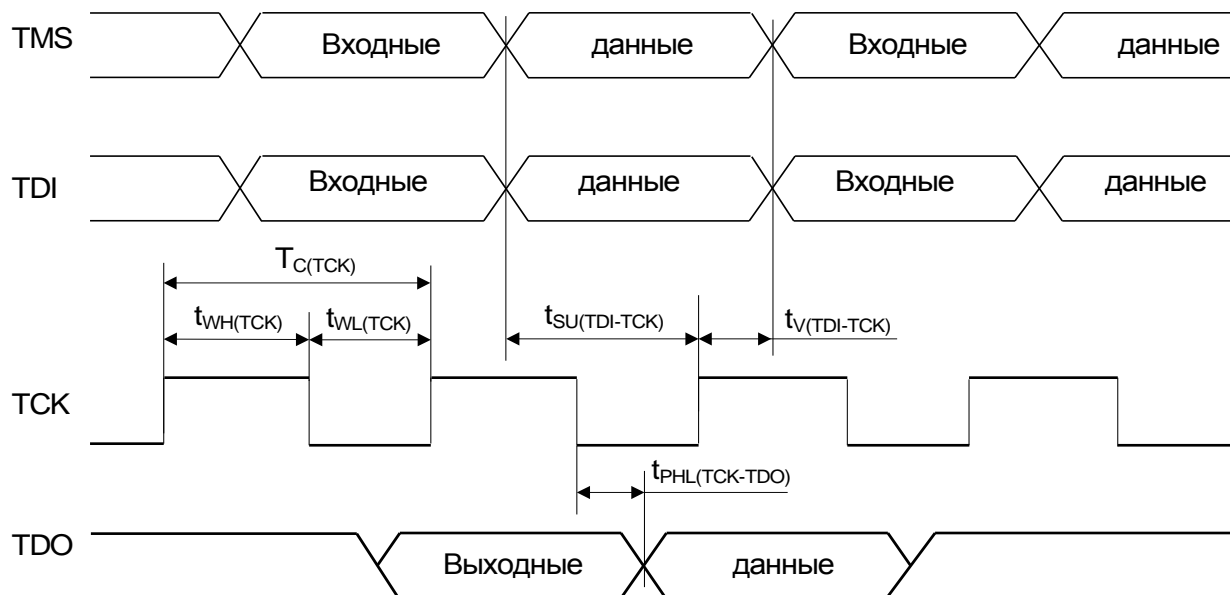 TMS Входные данные Входные данные
TDI Входные данные Входные данные
TC(TCK)
tWH(TCK) tWL(TCK) tSU(TDI-TCK) tV(TDI-TCK)
TCK
tPHL(TCK-TDO)
TDO Выходные данные